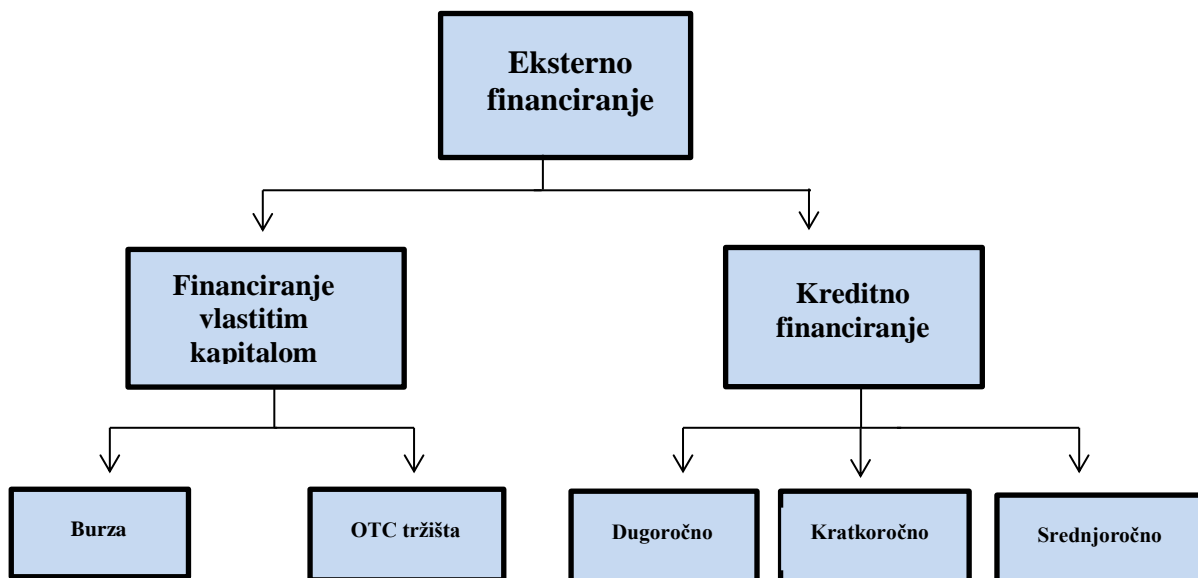 Eksterno
financiranje
Financiranje
vlastitim
kapitalom
Kreditno
financiranje
Burza
OTC tržišta
Dugoročno
Kratkoročno
Srednjoročno